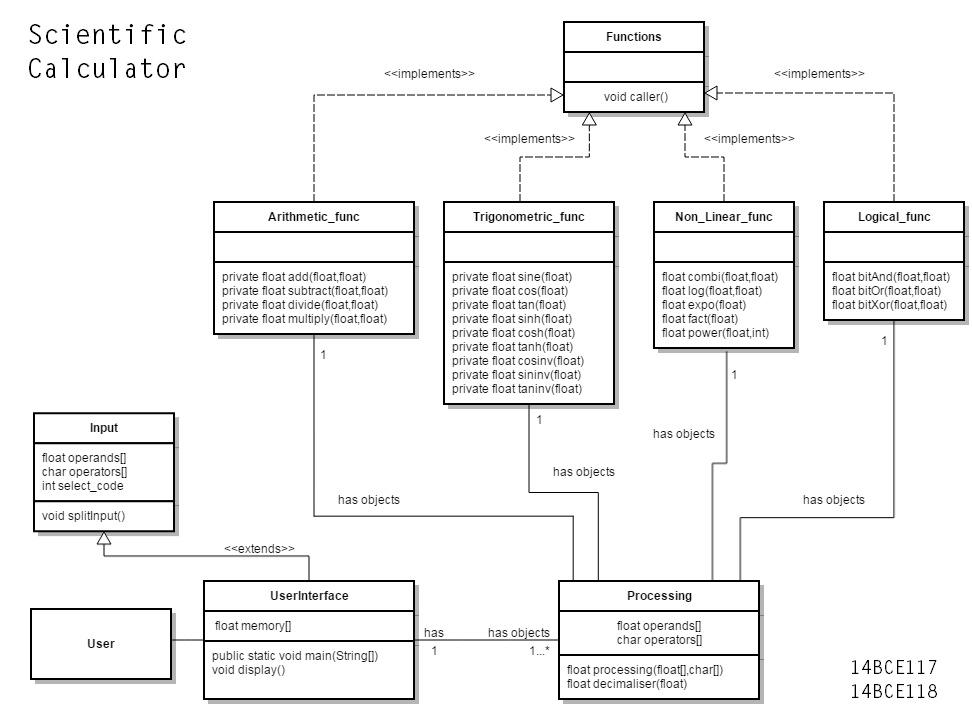 Scientific
Calculator
Functions
void caller()
<<implements>>
<<implements>>
<<implements>>
<<implements>>
Arithmetic_func
private float add(float,float)
private float subtract(float,float)
private float divide(float,float)
private float multiply(float,float)
Trigonometric_func
private float sine(float)
private float cos(float)
private float tan(float)
private float sinh(float)
private float cosh(float)
private float tanh(float)
private float cosinv(float)
private float sininv(float)
private float taninv(float)
Non_Linear_func
float combi(float,float)
float log(float,float)
float expo(float)
float fact(float)
float power(float,int)
Logical_func
float bitAnd(float,float)
float bitOr(float,float)
float bitXor(float,float)
1
1
1
1
has objects
has objects
has objects
has objects
Input
float operands[]
char operators[]
int select_code
void splitInput()
<<extends>>
User
UserInterface
float memory[]
public static void main(String[])
void display()
has
1
has objects
1...*
Processing
float operands[]
char operators[]
float processing(float[],char[])
float decimaliser(float)
14BCE117
14BCE118